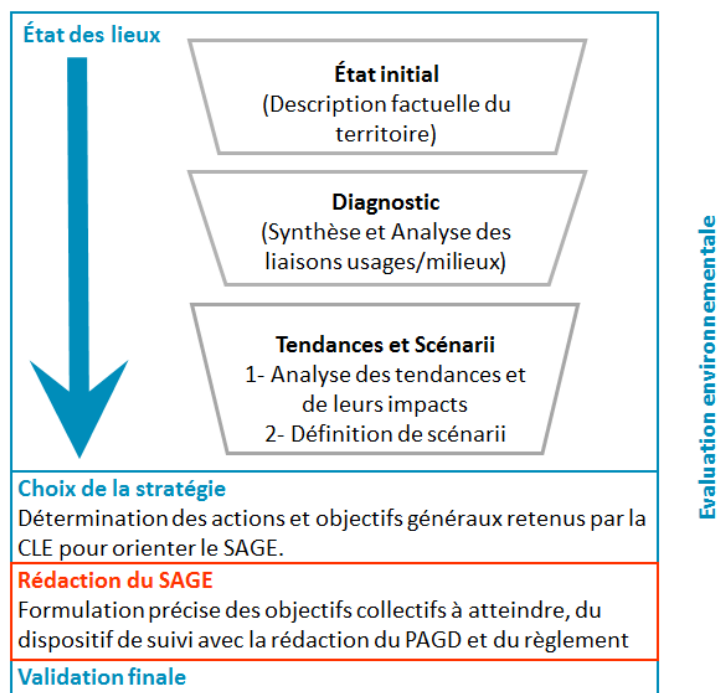 État des lieux
État initial
(Description factuelle du
territoire)
Diagnostic
(Synthèse et Analyse des
liaisons usages/milieux)
Tendances et Scénarii
1- Analyse des tendances et
de leurs impacts
2- Définition de scénarii
Choix de la stratégie
Détermination des actions et objectifs généraux retenus par la
CLE pour orienter le SAGE.
Rédaction du SAGE
Formulation précise des objectifs collectifs à atteindre, du
dispositif de suivi avec la rédaction du PAGD et du règlement
Validation finale
Evaluation environnementale